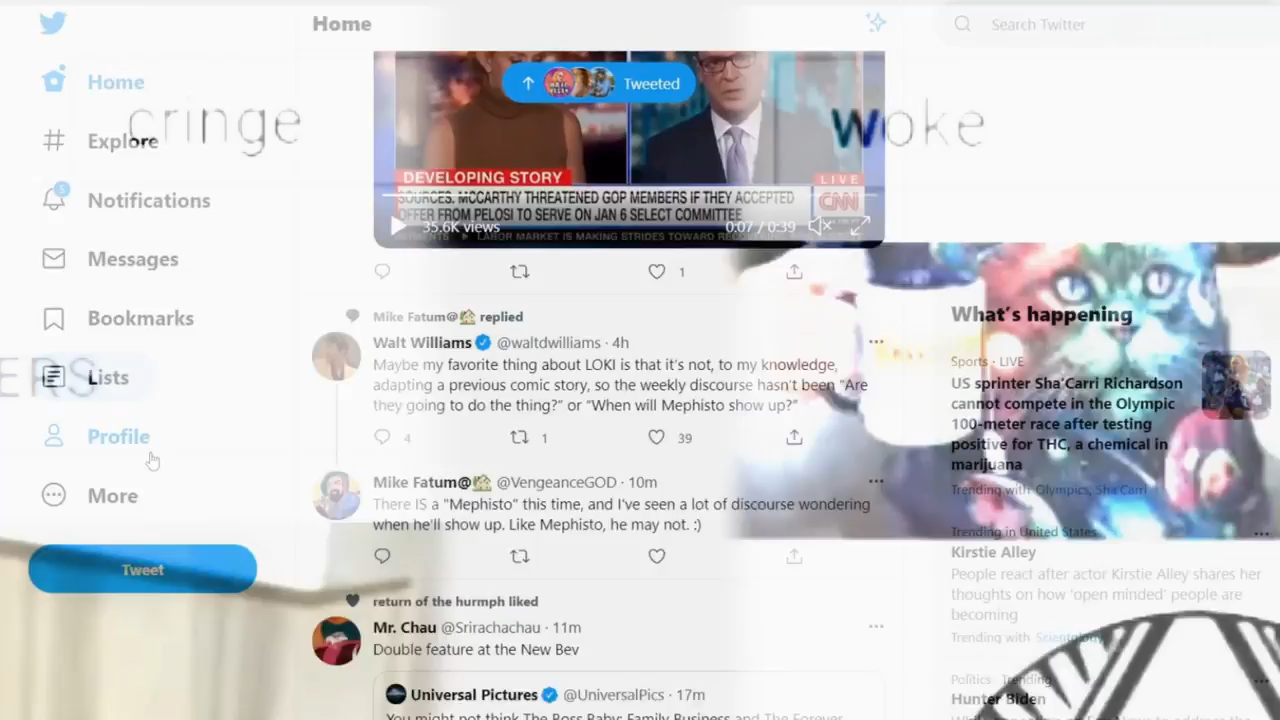 Home
Search Twitter
Home
Explore
Notifications
5
Messages
Bookmarks
Lists
Profile
More
Tweet
cringe
woke
ERS
Tweeted
DEVELOPING STORY
LIVE
SOURCES: MCCARTHY THREATENED GOP MEMBERS IF THEY ACCEPTED
OFFER FROM PELOSI TO SERVE ON JAN 6 SELECT COMMITTEE
CNN
35.6K views
0:07 / 0:39
LABOR MARKET IS MAKING STRIDES TOWARD
1
Mike Fatum@🏡 replied
Walt Williams @waltdwilliams · 4h
Maybe my favorite thing about LOKI is that it's not, to my knowledge,
adapting a previous comic story, so the weekly discourse hasn't been "Are
they going to do the thing?" or "When will Mephisto show up?"
4
1
39
Mike Fatum@🏡 @VengeanceGOD · 10m
There IS a "Mephisto" this time, and I've seen a lot of discourse wondering
when he'll show up. Like Mephisto, he may not. :)
return of the hurmph liked
Mr. Chau @Srirachachau · 11m
Double feature at the New Bev
Universal Pictures @UniversalPics · 17m
You might not think The Boss Baby: Family Business and The Forever
What's happening
Sports · LIVE
US sprinter Sha'Carri Richardson
cannot compete in the Olympic
100-meter race after testing
positive for THC, a chemical in
marijuana
Trending with Olympics, Sha'Carri
Trending in United States
Kirstie Alley
People react after actor Kirstie Alley shares her
thoughts on how 'open minded' people are
becoming
Trending with Scientology
Politics · Trending
Hunter Biden